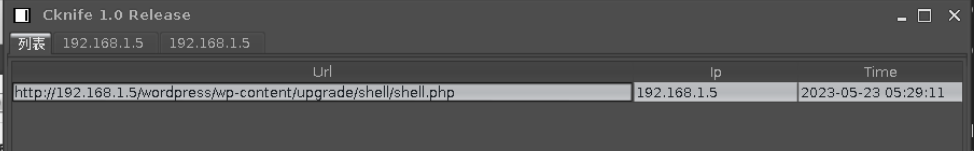 Cknife 1.0 Release
列表 192.168.1.5 192.168.1.5
Url Ip Time
http://192.168.1.5/wordpress/wp-content/upgrade/shell/shell.php 192.168.1.5 2023-05-23 05:29:11